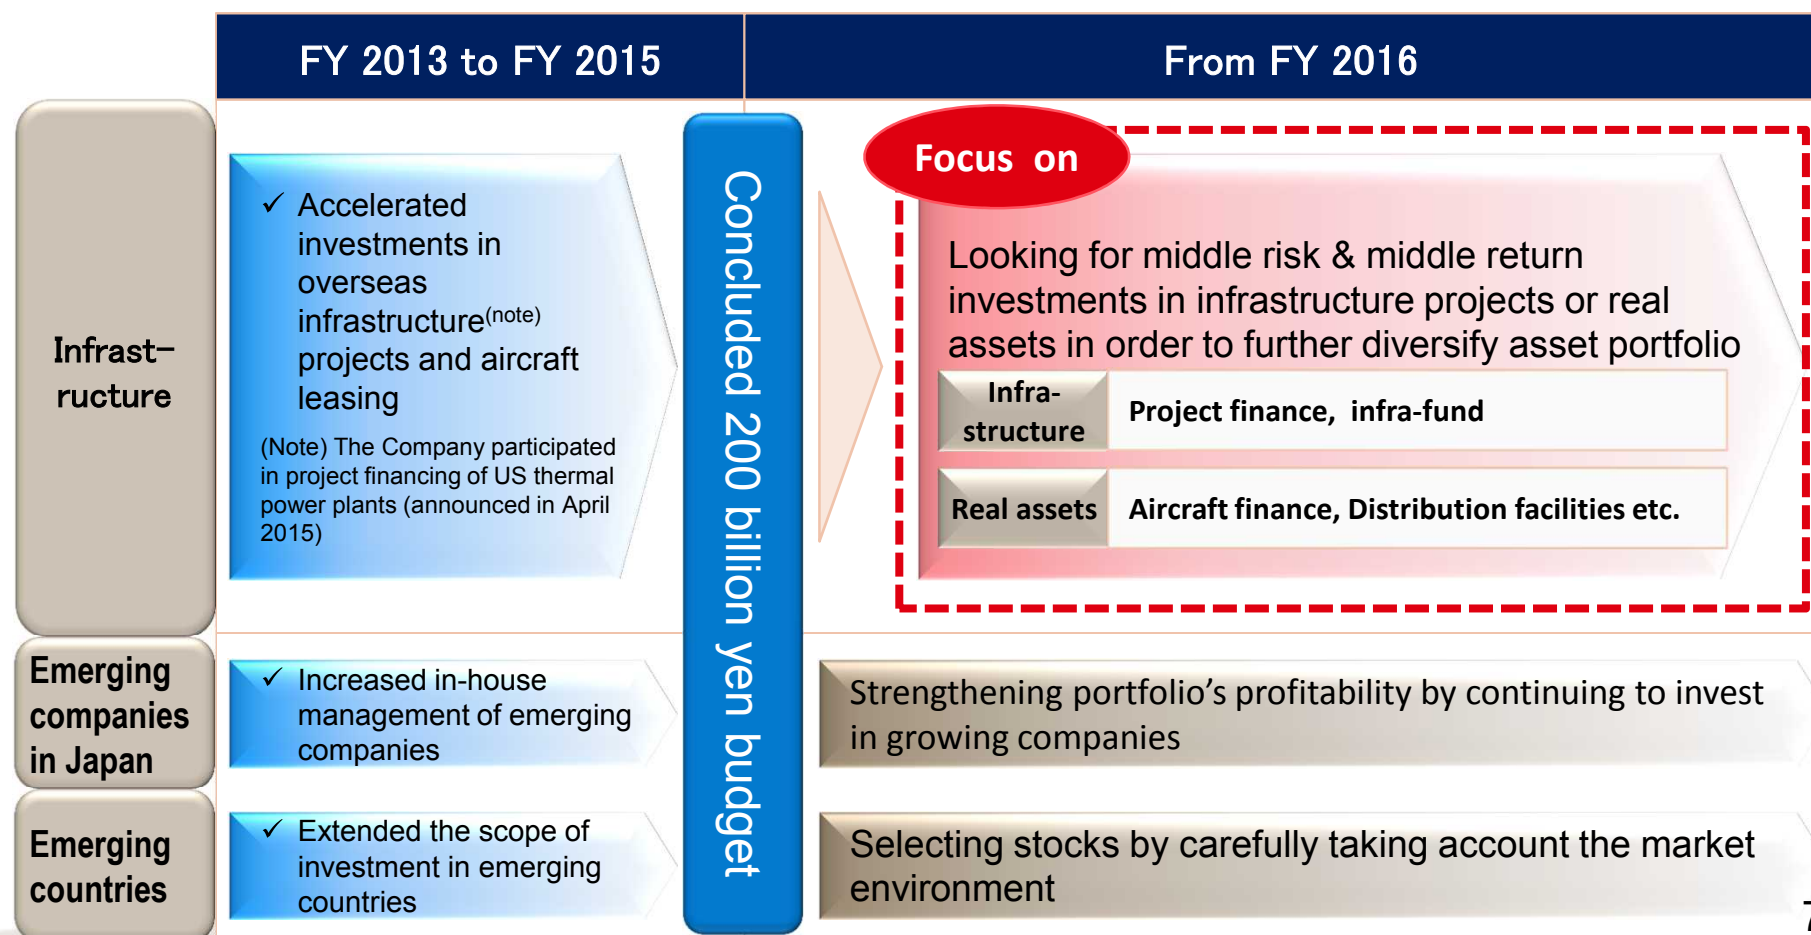 FY 2013 to FY 2015
From FY 2016
Infrast-
ructure
✓ Accelerated
investments in
overseas
infrastructure(note)
projects and aircraft
leasing
(Note) The Company participated
in project financing of US thermal
power plants (announced in April
2015)
Concluded 200 billion yen budget
Focus on
Looking for middle risk & middle return
investments in infrastructure projects or real
assets in order to further diversify asset portfolio
Infra-
structure
Project finance, infra-fund
Real assets
Aircraft finance, Distribution facilities etc.
Emerging
companies
in Japan
✓ Increased in-house
management of emerging
companies
Strengthening portfolio’s profitability by continuing to invest
in growing companies
Emerging
countries
✓ Extended the scope of
investment in emerging
countries
Selecting stocks by carefully taking account the market
environment
7